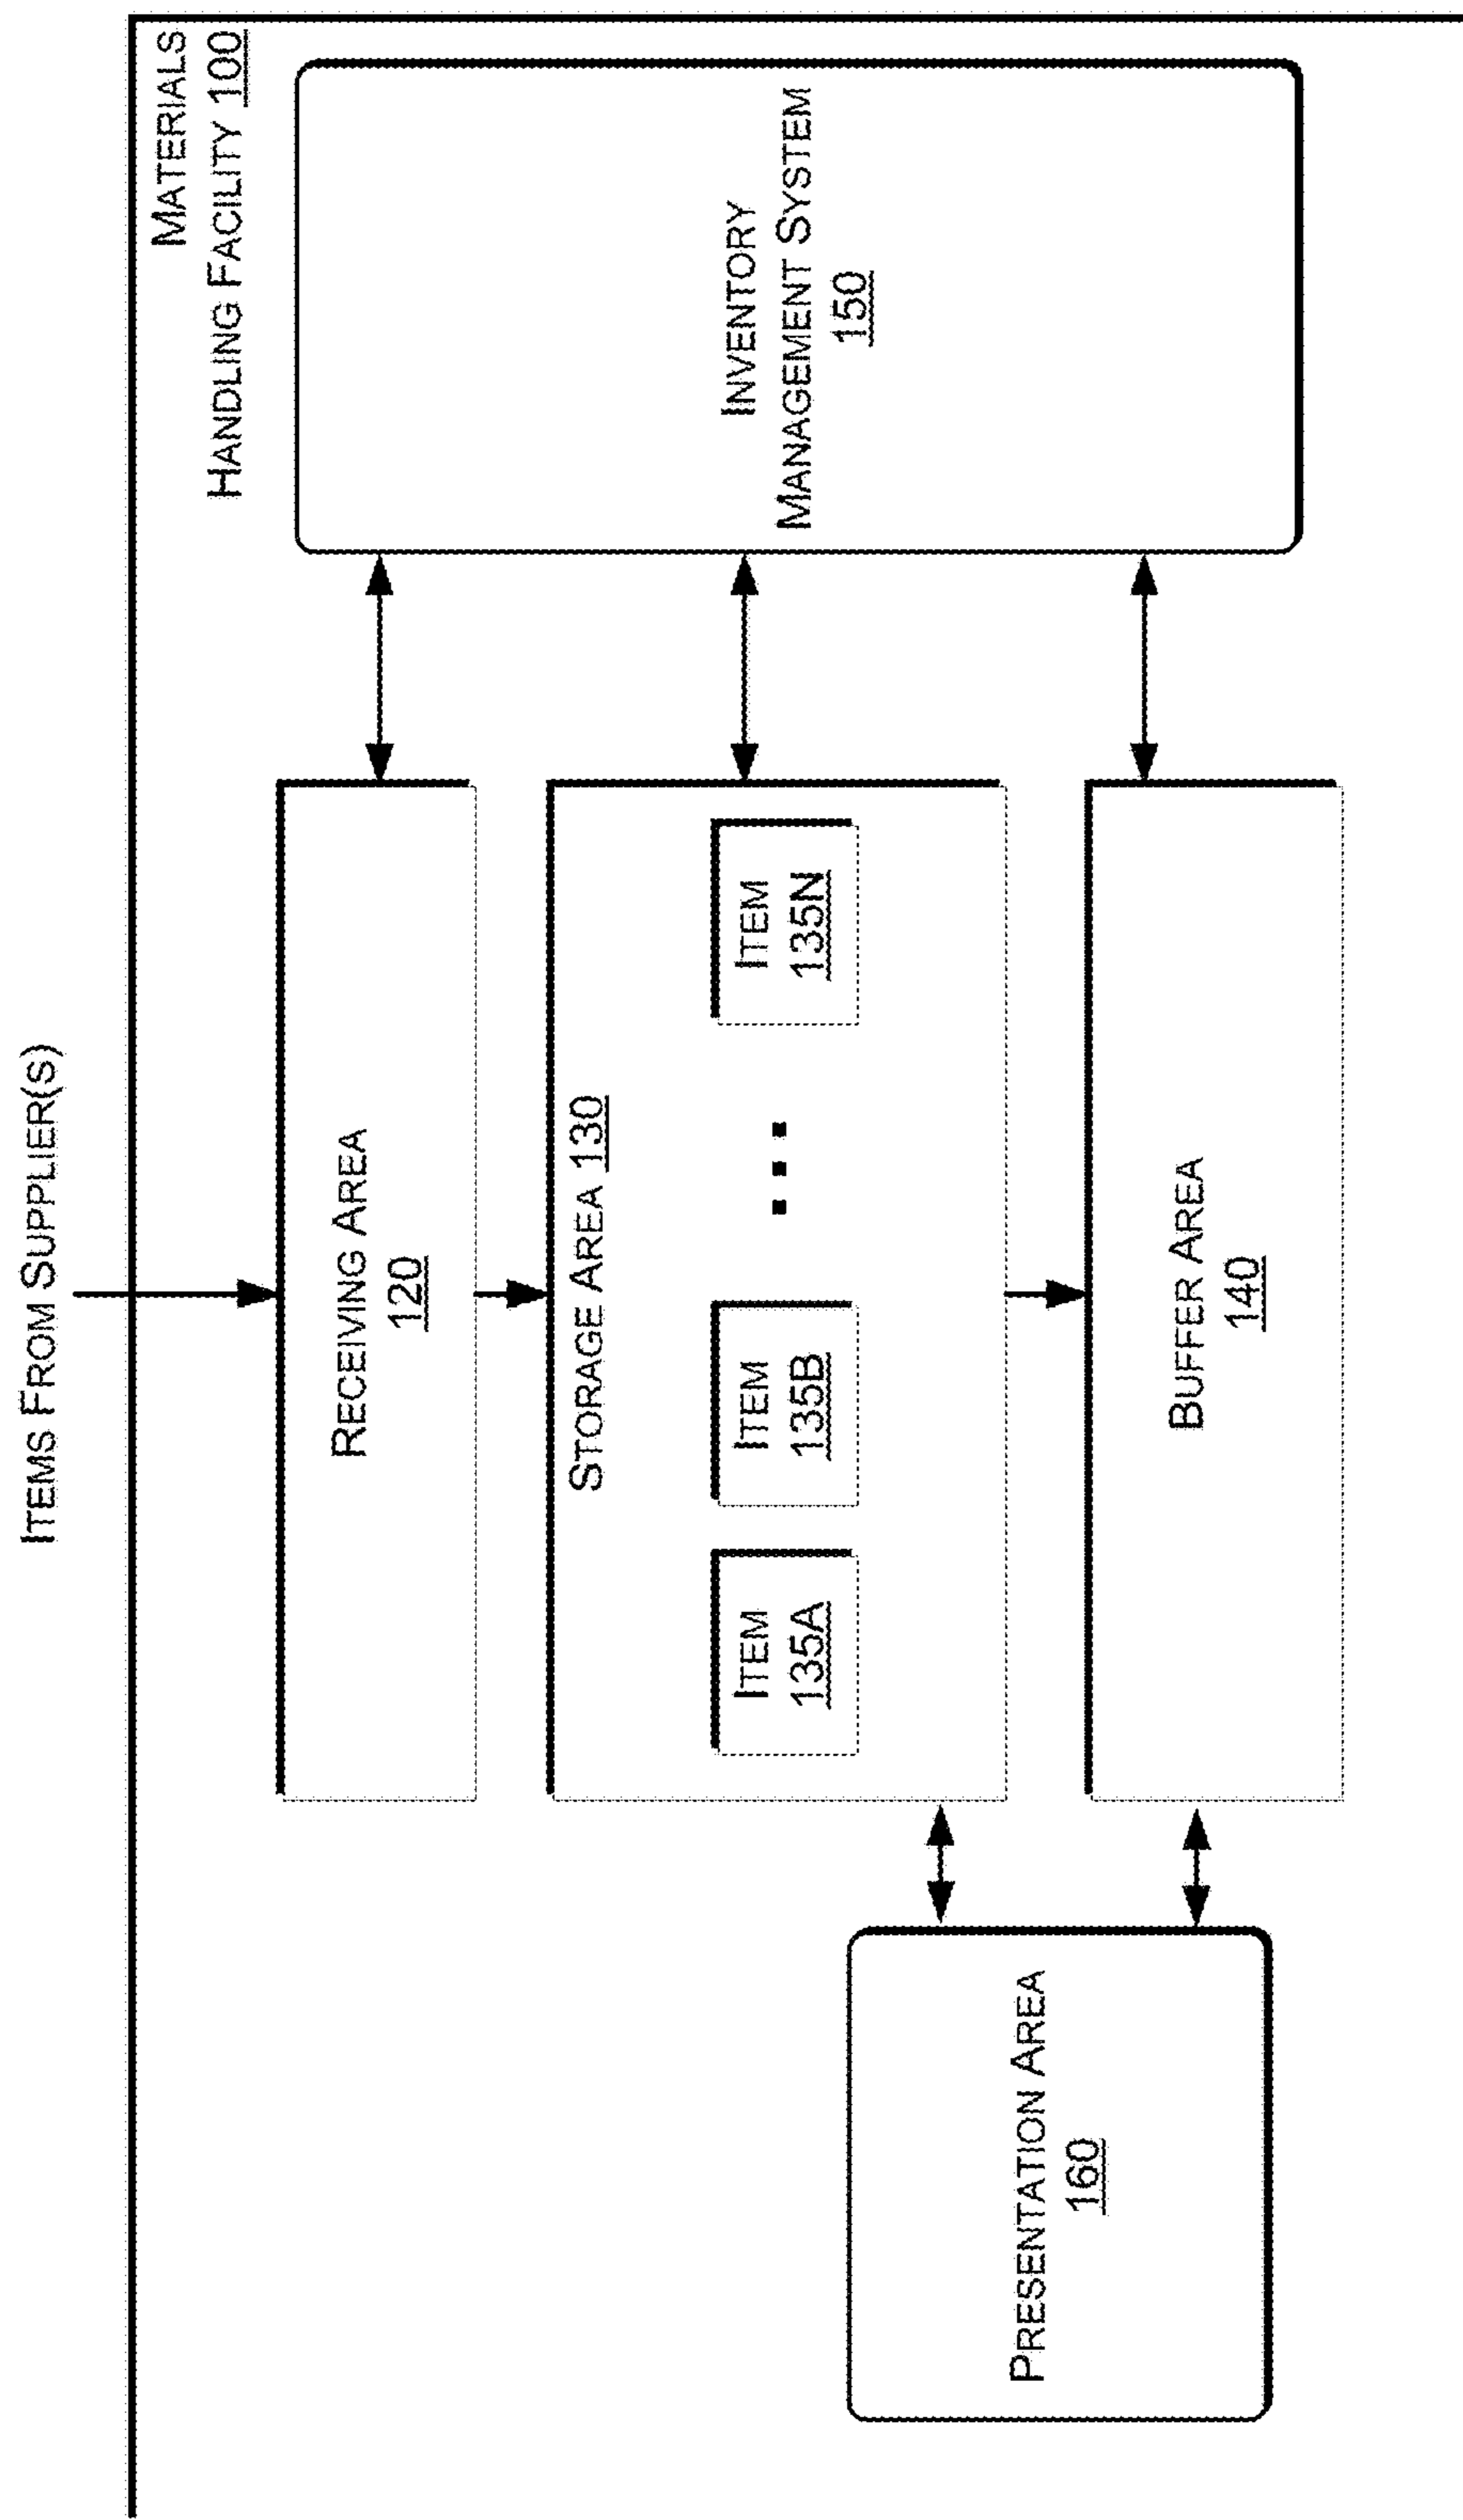 ITEMS FROM SUPPLIER(S)
MATERIALS
HANDLING FACILITY 100
RECEIVING AREA
120
STORAGE AREA 130
ITEM
135A
ITEM
135B
ITEM
135N
INVENTORY
MANAGEMENT SYSTEM
150
PRESENTATION AREA
160
BUFFER AREA
140